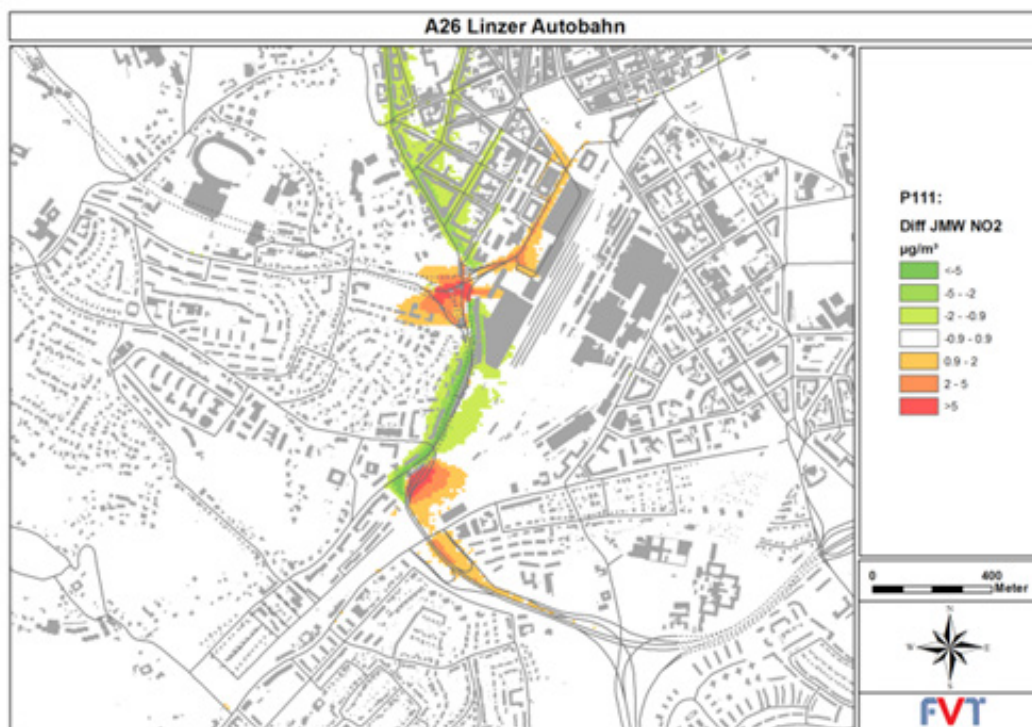 A26 Linzer Autobahn
P111:
Diff JMW NO2
µg/m³
<-5
-5 - -2
-2 - -0.9
-0.9 - 0.9
0.9 - 2
2 - 5
>5
0 400
Meter
N
W E
S
FVT